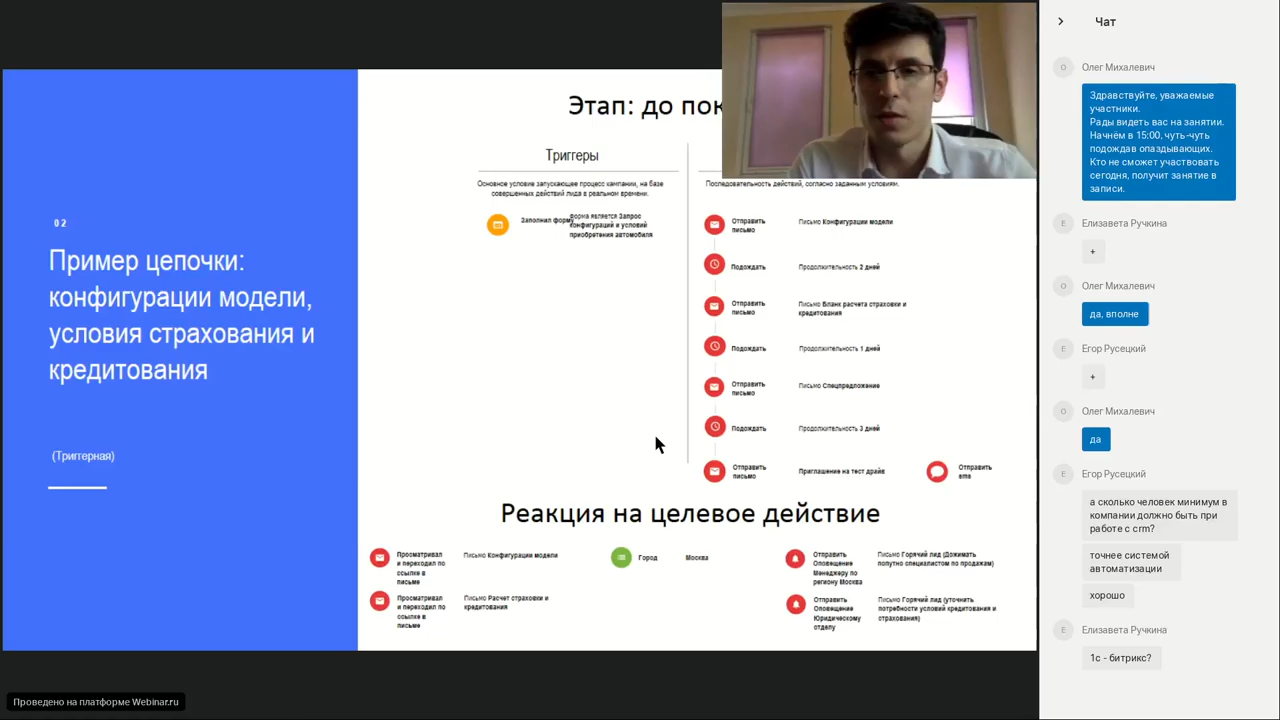 Этап: до пок
Триггеры
Основное условие запускающее процесс кампании, на базе
совершенных действий лида в реальном времени.
Последовательность действий, согласно заданным условиям.
Заполнил форму
Форма является Запрос
конфигураций и условий
приобретения автомобиля
02
Пример цепочки:
конфигурации модели,
условия страхования и
кредитования
(Триггерная)
Отправить
письмо
Письмо Конфигурации модели
Подождать
Продолжительность 2 дней
Отправить
письмо
Письмо Бланк расчета страховки и
кредитования
Подождать
Продолжительность 1 дней
Отправить
письмо
Письмо Спецпредложение
Подождать
Продолжительность 3 дней
Отправить
письмо
Приглашение на тест драйв
Отправить
sms
Реакция на целевое действие
Просматривал
и переходил по
ссылке в
письме
Письмо Конфигурации модели
Город
Москва
Отправить
Оповещение
Менеджеру по
региону Москва
Письмо Горячий лид (Дожимать
попутно специалистом по продажам)
Просматривал
и переходил по
ссылке в
письме
Письмо Расчет страховки и
кредитования
Отправить
Оповещение
Юридическому
отделу
Письмо Горячий лид (уточнить
потребности условий кредитования и
страхования)
Проведено на платформе Webinar.ru
Чат
О
Олег Михалевич
Здравствуйте, уважаемые
участники.
Рады видеть вас на занятии.
Начнём в 15:00, чуть-чуть
подождав опаздывающих.
Кто не сможет участвовать
сегодня, получит занятие в
записи.
Е
Елизавета Ручкина
+
О
Олег Михалевич
да, вполне
Е
Егор Русецкий
+
О
Олег Михалевич
да
Е
Егор Русецкий
а сколько человек минимум в
компании должно быть при
работе с crm?
точнее системой
автоматизации
хорошо
Е
Елизавета Ручкина
1с - битрикс?